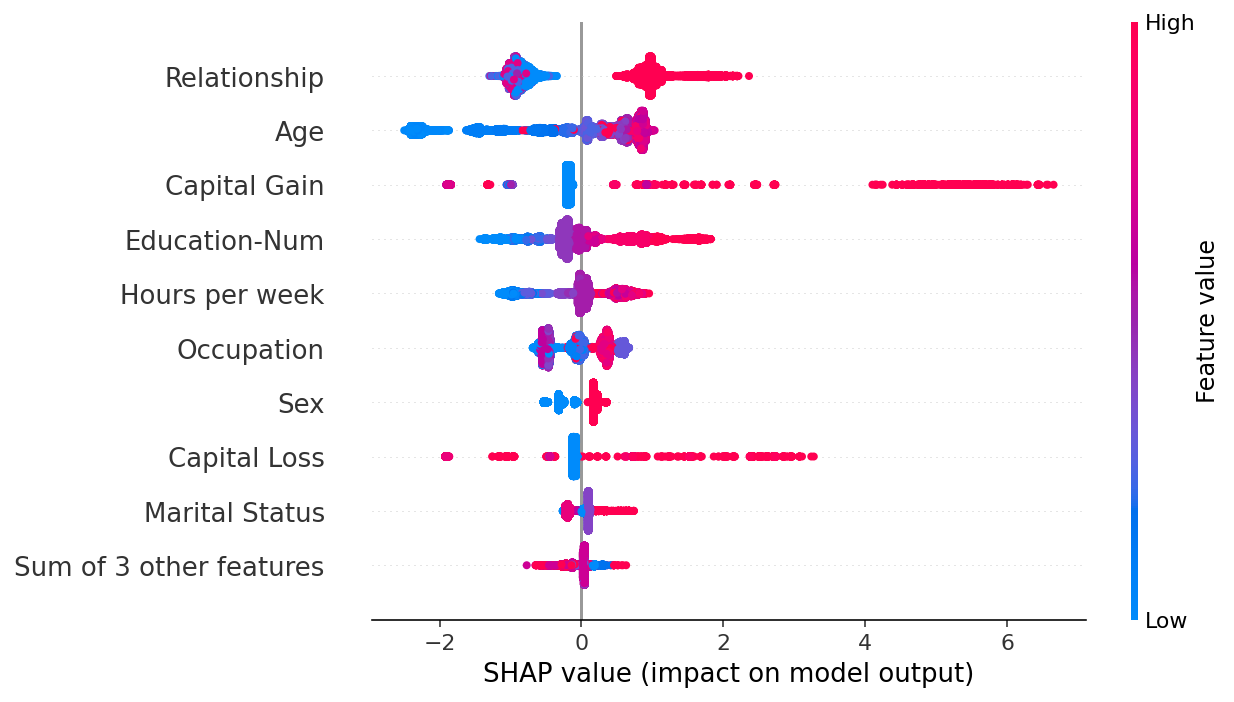 High
Relationship
Age
Capital Gain
Education-Num
Hours per week
Occupation
Sex
Capital Loss
Marital Status
Sum of 3 other features
Feature value
Low
−2 0 2 4 6
SHAP value (impact on model output)